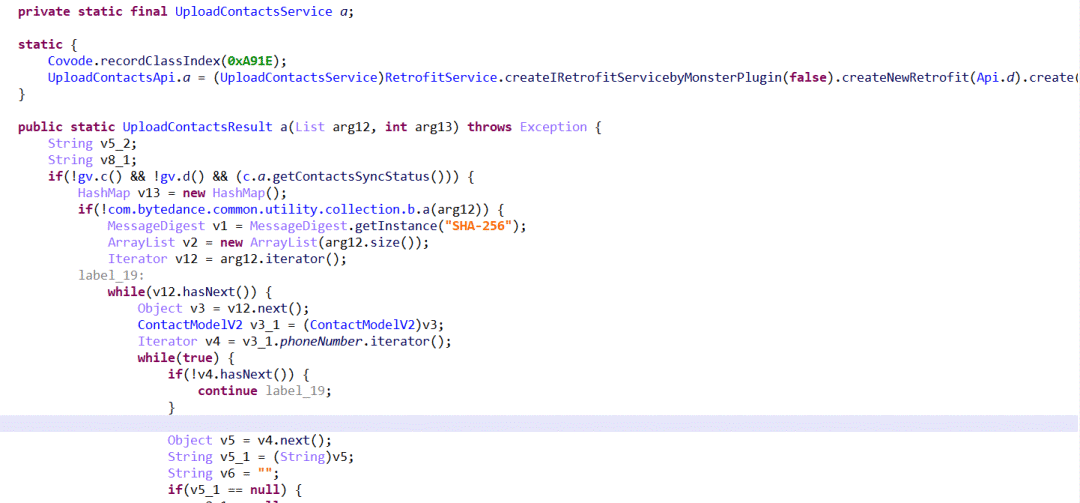 private static final UploadContactsService a;
static {
Covode.recordClassIndex(0xA91E);
UploadContactsApi.a = (UploadContactsService)RetrofitService.createIRetrofitServicebyMonsterPlugin(false).createNewRetrofit(Api.d).create(
}
public static UploadContactsResult a(List arg12, int arg13) throws Exception {
String v5_2;
String v8_1;
if(!gv.c() && !gv.d() && (c.a.getContactsSyncStatus())) {
HashMap v13 = new HashMap();
if(!com.bytedance.common.utility.collection.b.a(arg12)) {
MessageDigest v1 = MessageDigest.getInstance("SHA-256");
ArrayList v2 = new ArrayList(arg12.size());
Iterator v12 = arg12.iterator();
label_19:
while(v12.hasNext()) {
Object v3 = v12.next();
ContactModelV2 v3_1 = (ContactModelV2)v3;
Iterator v4 = v3_1.phoneNumber.iterator();
while(true) {
if(!v4.hasNext()) {
continue label_19;
}
Object v5 = v4.next();
String v5_1 = (String)v5;
String v6 = "";
if(v5_1 == null) {